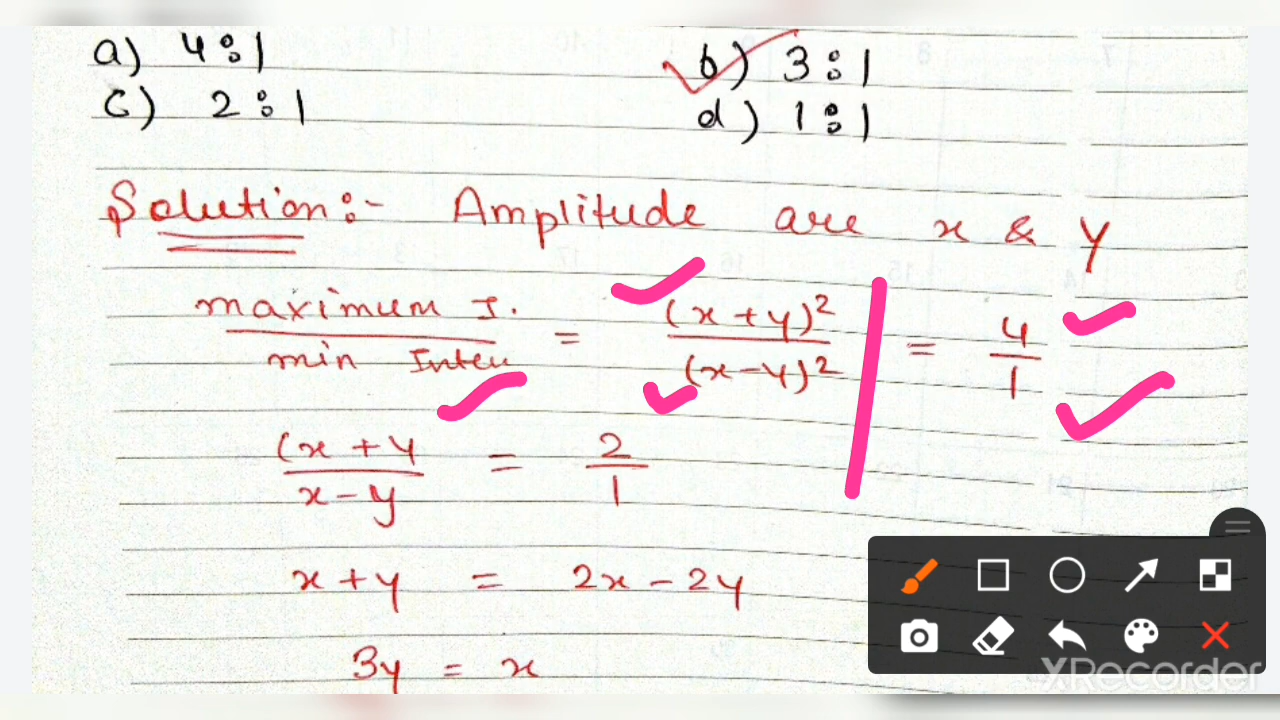 a) 4:1
b) 3:1
c) 2:1
d) 1:1
Solution:- Amplitude are x & y
maximum I. / min Inten = (x+y)² / (x-y)² = 4/1
(x+y / x-y = 2/1
x+y = 2x-2y
3y = x
XRecorder